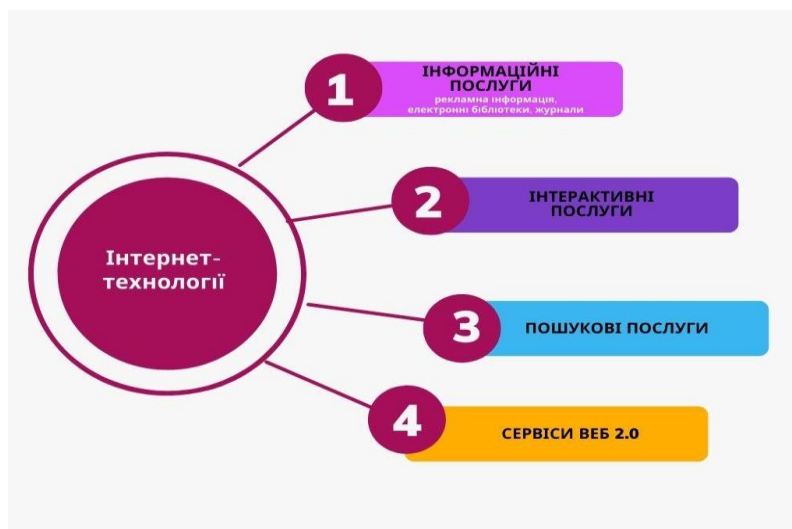 Інтернет-
технології
1
ІНФОРМАЦІЙНІ
ПОСЛУГИ
рекламна інформація,
електронні бібліотеки, журнали
2
ІНТЕРАКТИВНІ
ПОСЛУГИ
3
ПОШУКОВІ ПОСЛУГИ
4
СЕРВІСИ ВЕБ 2.0